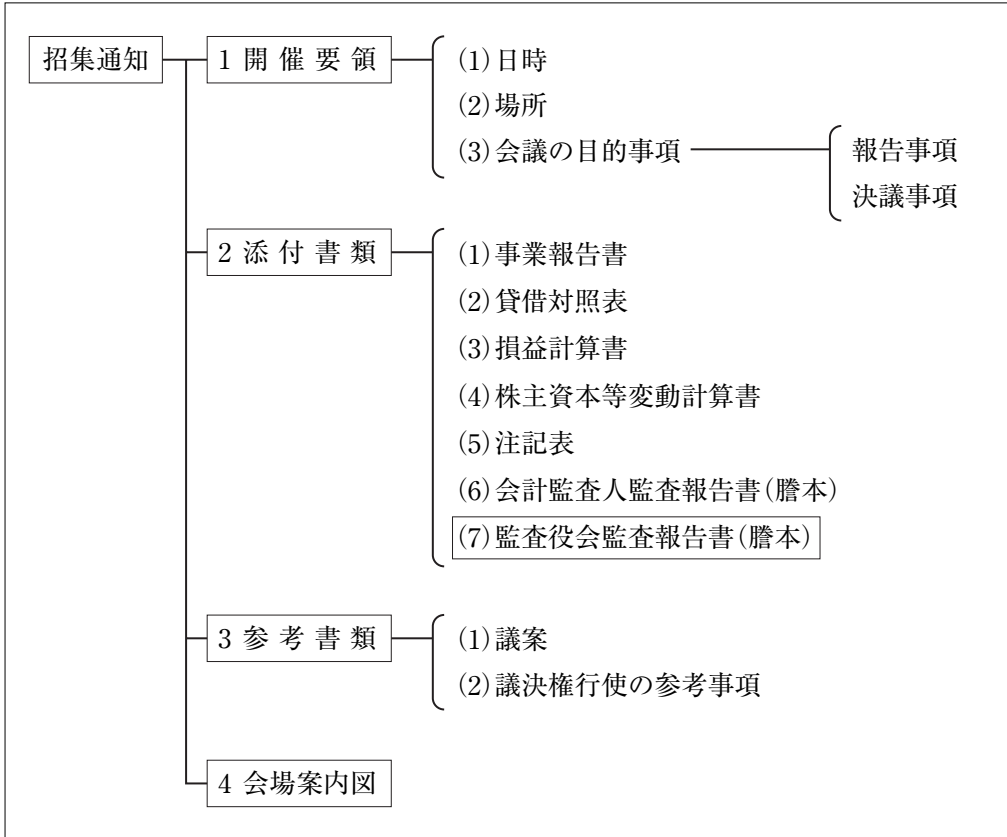 招集通知
1 開催要領
(1)日時
(2)場所
(3)会議の目的事項
報告事項
決議事項
2 添付書類
(1)事業報告書
(2)貸借対照表
(3)損益計算書
(4)株主資本等変動計算書
(5)注記表
(6)会計監査人監査報告書(謄本)
(7)監査役会監査報告書(謄本)
3 参考書類
(1)議案
(2)議決権行使の参考事項
4 会場案内図